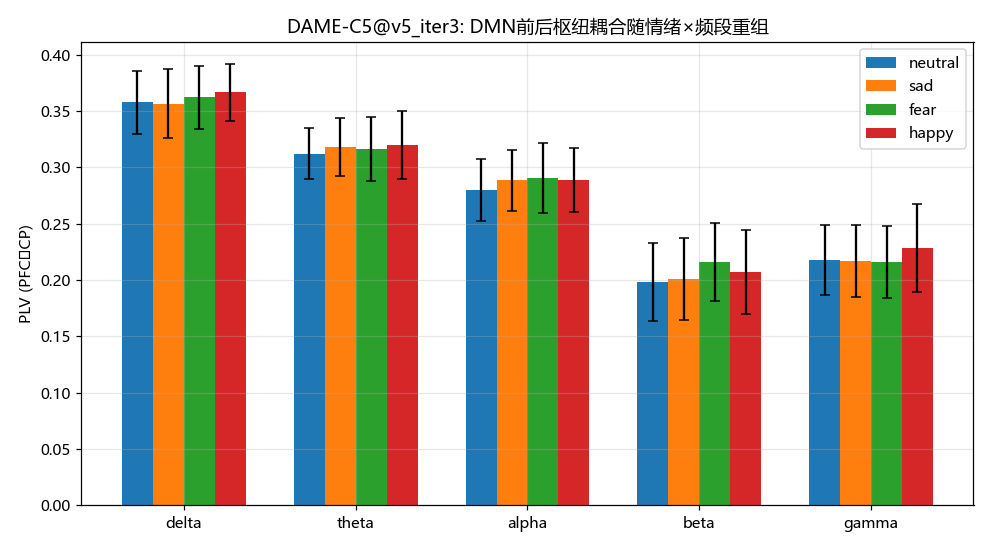 DAME-C5@v5_iter3: DMN前后枢纽耦合随情绪×频段重组
neutral
sad
fear
happy
0.40
0.35
0.30
0.25
0.20
0.15
0.10
0.05
0.00
PLV (PFC▯CP)
delta
theta
alpha
beta
gamma